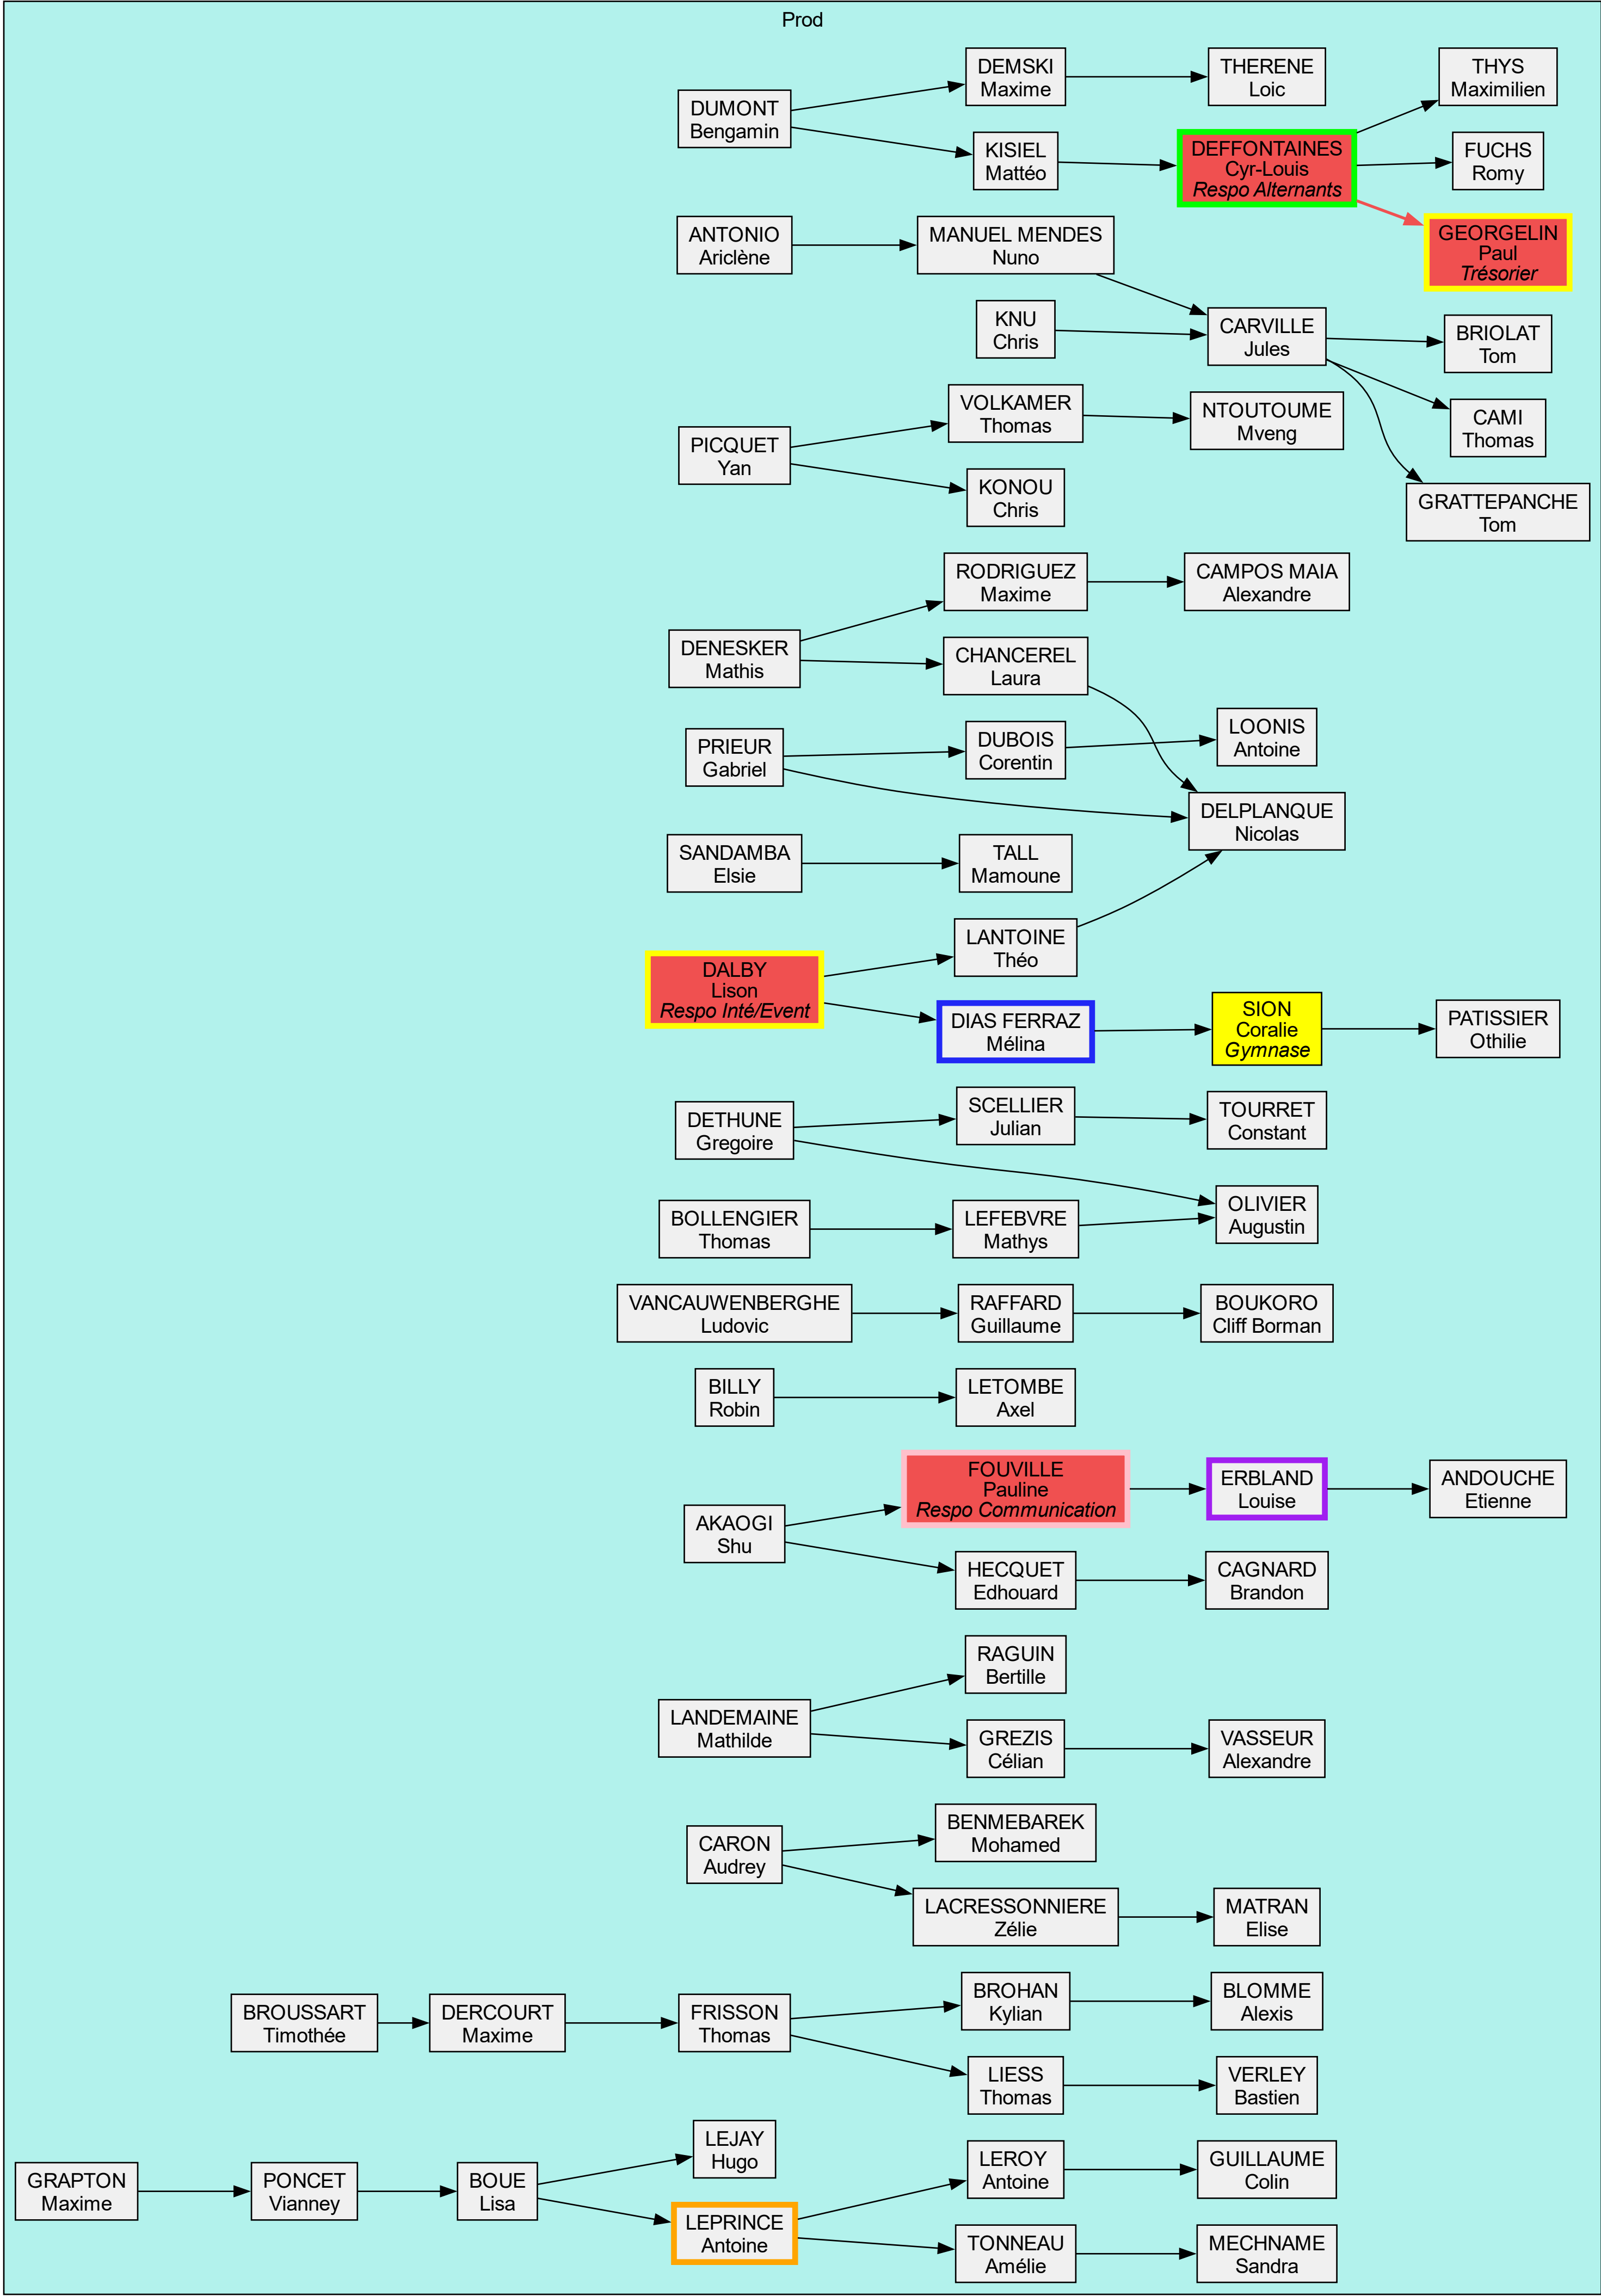 Prod
DUMONT
Bengamin
DEMSKI
Maxime
THERENE
Loic
THYS
Maximilien
KISIEL
Mattéo
DEFFONTAINES
Cyr-Louis
Respo Alternants
FUCHS
Romy
GEORGELIN
Paul
Trésorier
ANTONIO
Ariclène
MANUEL MENDES
Nuno
KNU
Chris
CARVILLE
Jules
BRIOLAT
Tom
CAMI
Thomas
GRATTEPANCHE
Tom
PICQUET
Yan
VOLKAMER
Thomas
NTOUTOUME
Mveng
KONOU
Chris
DENESKER
Mathis
RODRIGUEZ
Maxime
CAMPOS MAIA
Alexandre
CHANCEREL
Laura
PRIEUR
Gabriel
DUBOIS
Corentin
LOONIS
Antoine
DELPLANQUE
Nicolas
SANDAMBA
Elsie
TALL
Mamoune
DALBY
Lison
Respo Inté/Event
LANTOINE
Théo
DIAS FERRAZ
Mélina
SION
Coralie
Gymnase
PATISSIER
Othilie
DETHUNE
Gregoire
SCELLIER
Julian
TOURRET
Constant
OLIVIER
Augustin
BOLLENGIER
Thomas
LEFEBVRE
Mathys
VANCAUWENBERGHE
Ludovic
RAFFARD
Guillaume
BOUKORO
Cliff Borman
BILLY
Robin
LETOMBE
Axel
AKAOGI
Shu
FOUVILLE
Pauline
Respo Communication
ERBLAND
Louise
ANDOUCHE
Etienne
HECQUET
Edhouard
CAGNARD
Brandon
LANDEMAINE
Mathilde
RAGUIN
Bertille
GREZIS
Célian
VASSEUR
Alexandre
CARON
Audrey
BENMEBAREK
Mohamed
LACRESSONNIERE
Zélie
MATRAN
Elise
BROUSSART
Timothée
DERCOURT
Maxime
FRISSON
Thomas
BROHAN
Kylian
BLOMME
Alexis
LIESS
Thomas
VERLEY
Bastien
GRAPTON
Maxime
PONCET
Vianney
BOUE
Lisa
LEJAY
Hugo
LEPRINCE
Antoine
LEROY
Antoine
GUILLAUME
Colin
TONNEAU
Amélie
MECHNAME
Sandra